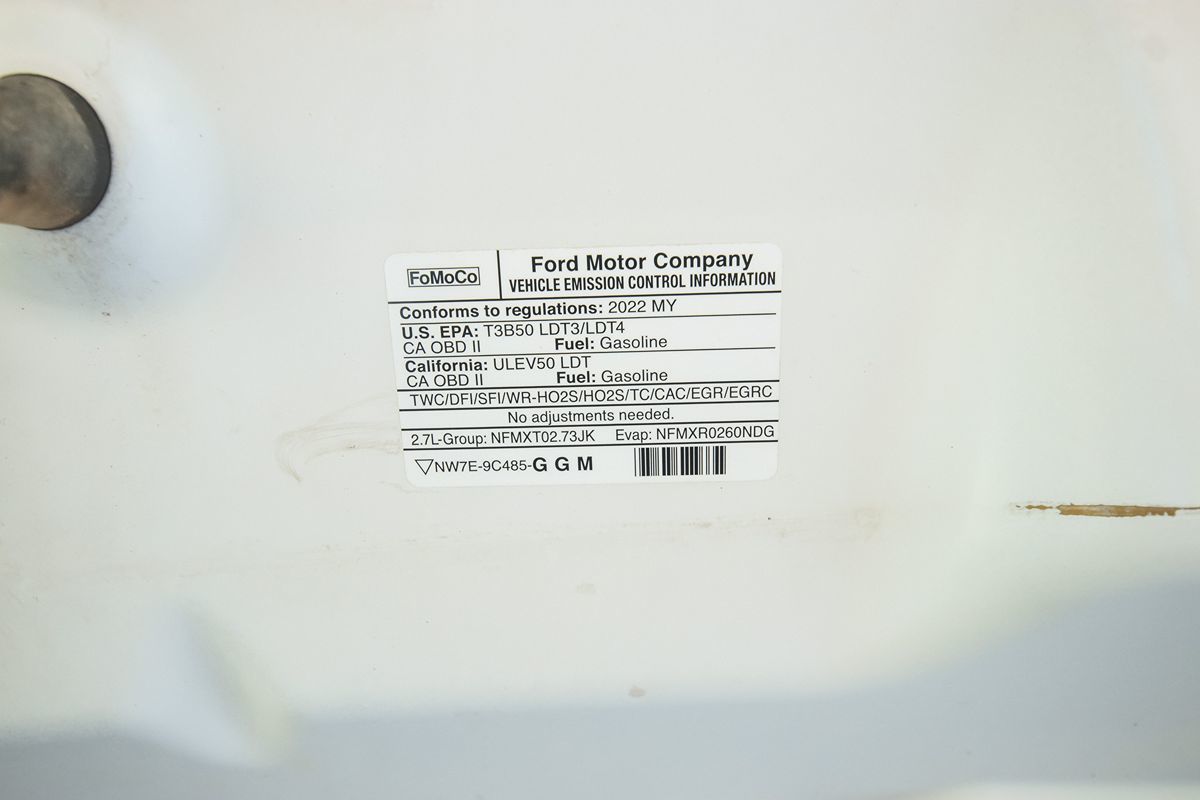 FoMoCo
Ford Motor Company
VEHICLE EMISSION CONTROL INFORMATION
Conforms to regulations: 2022 MY
U.S. EPA: T3B50 LDT3/LDT4
CA OBD II Fuel: Gasoline
California: ULEV50 LDT
CA OBD II Fuel: Gasoline
TWC/DFI/SFI/WR-HO2S/HO2S/TC/CAC/EGR/EGRC
No adjustments needed.
2.7L-Group: NFMXT02.73JK Evap: NFMXR0260NDG
▽NW7E-9C485-G G M